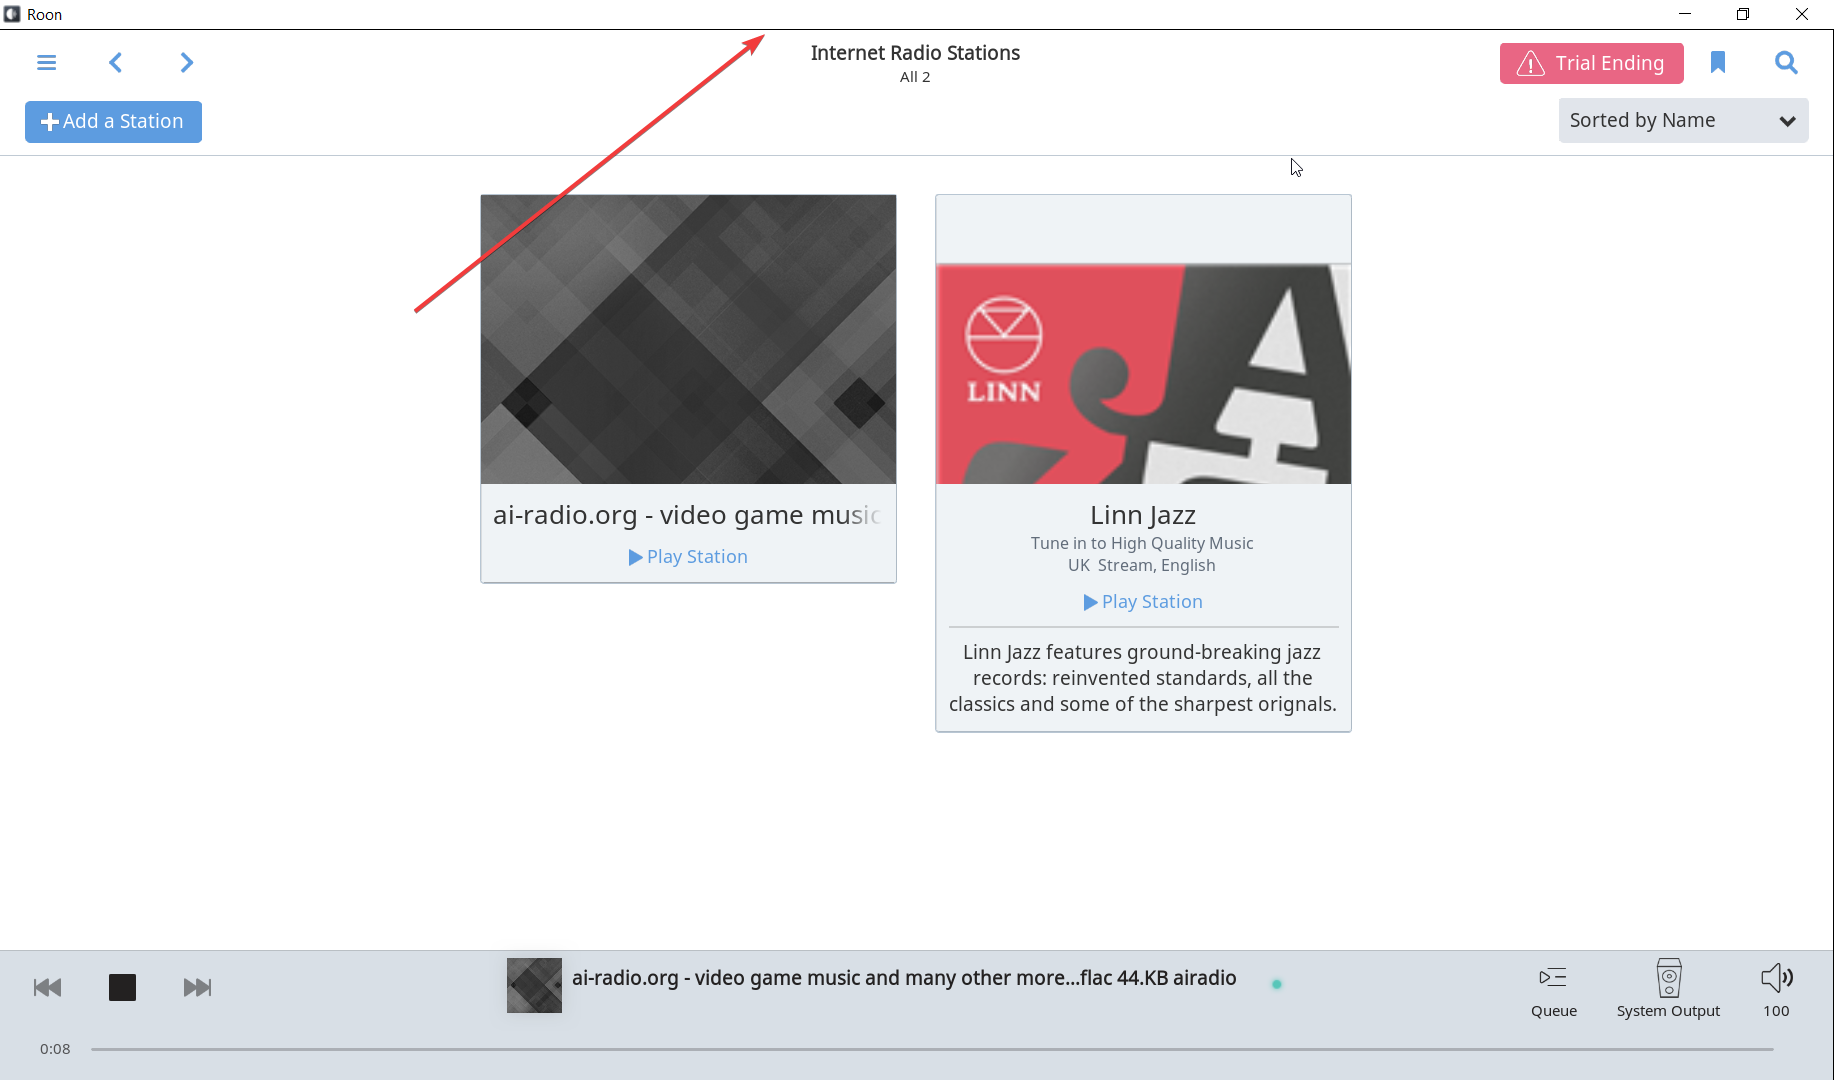 Roon
Internet Radio Stations
All 2
Trial Ending
Add a Station
Sorted by Name
LINN
ai-radio.org - video game music
Play Station
Linn Jazz
Tune in to High Quality Music
UK Stream, English
Play Station
Linn Jazz features ground-breaking jazz
records: reinvented standards, all the
classics and some of the sharpest orignals.
ai-radio.org - video game music and many other more...flac 44.KB airadio
Queue
System Output
100
0:08